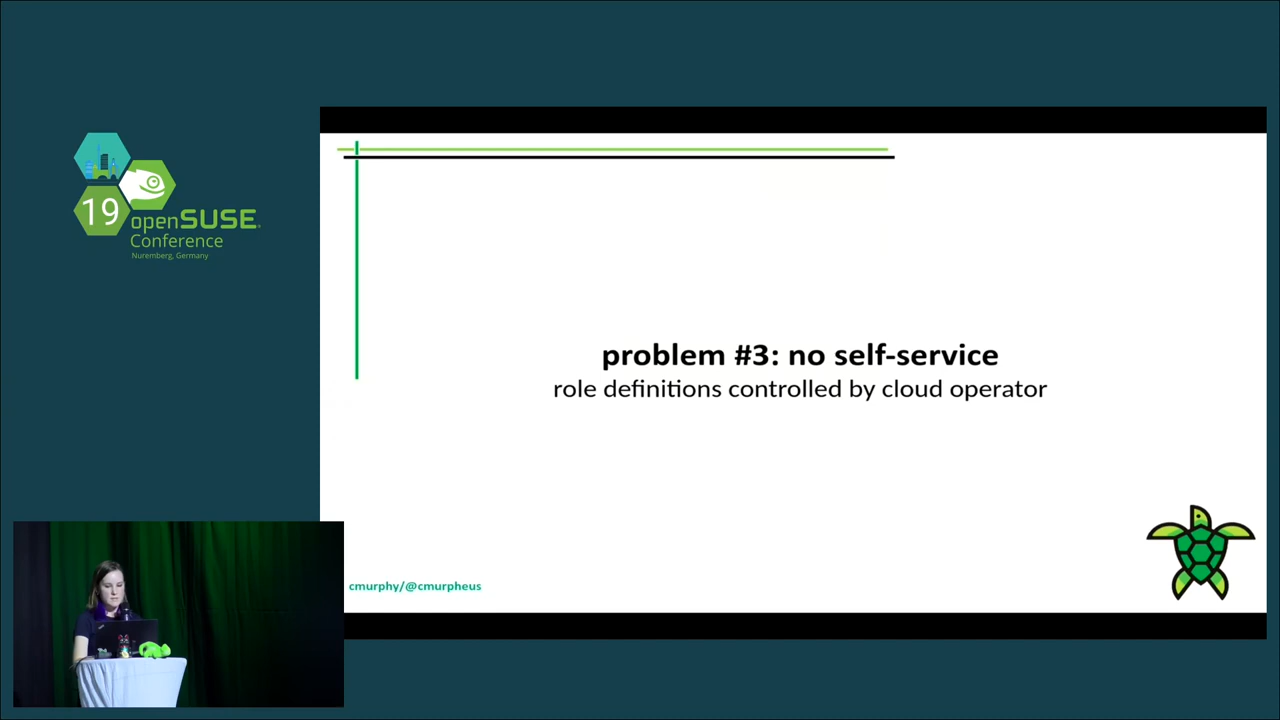 19
openSUSE
Conference
Nuremberg, Germany
problem #3: no self-service
role definitions controlled by cloud operator
cmurphy/@cmurpheus